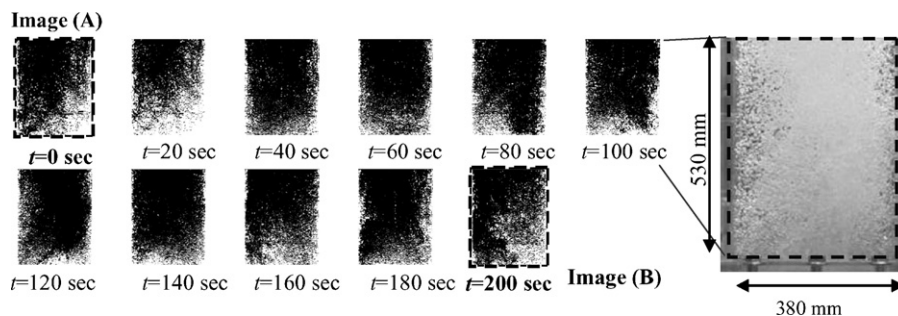 Image (A)
t=0 sec
t=20 sec
t=40 sec
t=60 sec
t=80 sec
t=100 sec
530 mm
t=120 sec
t=140 sec
t=160 sec
t=180 sec
t=200 sec
Image (B)
380 mm